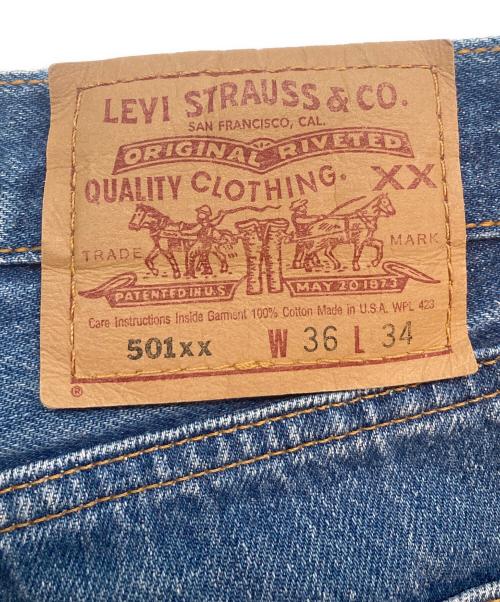 LEVI STRAUSS & CO.
SAN FRANCISCO, CAL.
ORIGINAL RIVETED
QUALITY CLOTHING. XX
TRADE MARK
PATENTED IN U.S. MAY 20 1873
Care Instructions Inside Garment 100% Cotton Made in U.S.A. WPL 423
501xx W 36 L 34
®